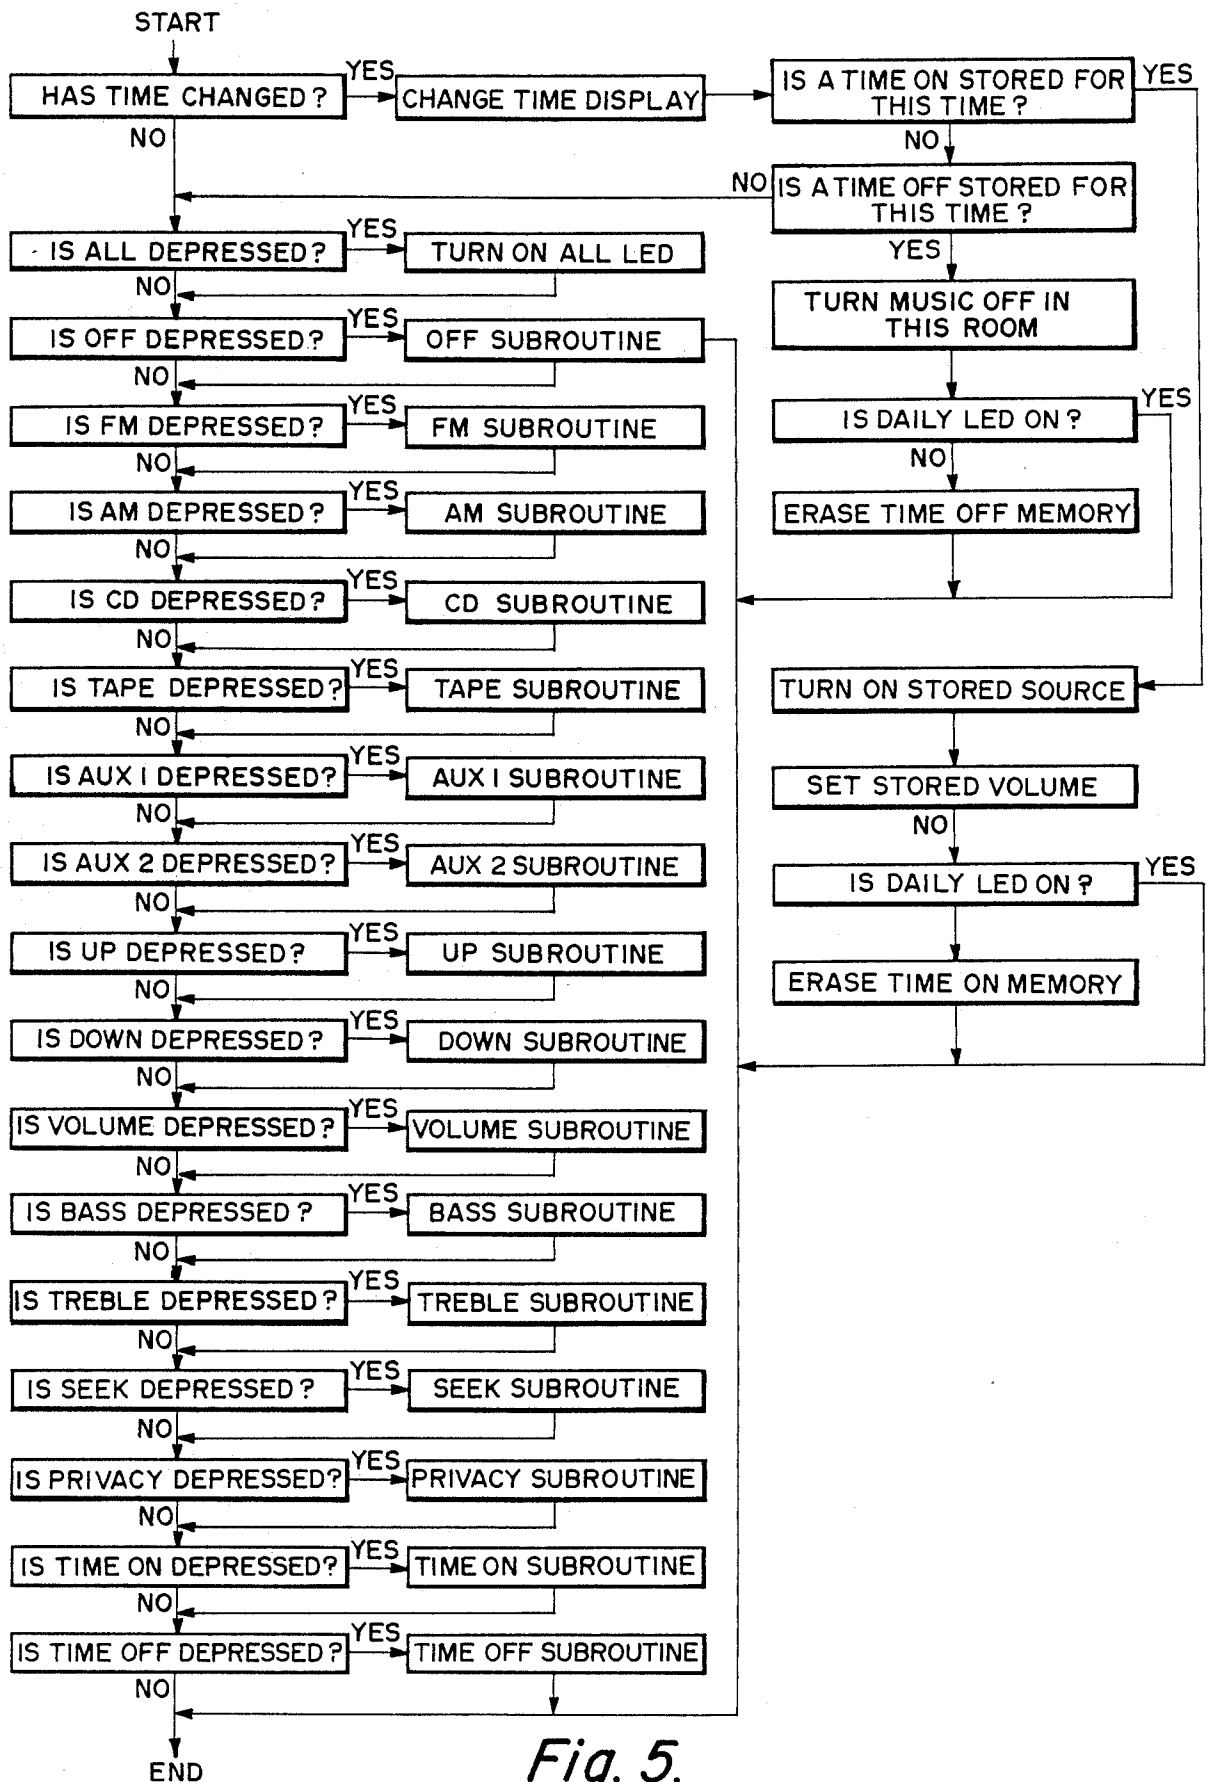 START
HAS TIME CHANGED?
YES
CHANGE TIME DISPLAY
IS A TIME ON STORED FOR
THIS TIME?
YES
NO
NO
NO
IS A TIME OFF STORED FOR
THIS TIME?
YES
IS ALL DEPRESSED?
YES
TURN ON ALL LED
NO
TURN MUSIC OFF IN
THIS ROOM
IS OFF DEPRESSED?
YES
OFF SUBROUTINE
NO
IS DAILY LED ON?
YES
NO
IS FM DEPRESSED?
YES
FM SUBROUTINE
NO
ERASE TIME OFF MEMORY
IS AM DEPRESSED?
YES
AM SUBROUTINE
NO
IS CD DEPRESSED?
YES
CD SUBROUTINE
NO
IS TAPE DEPRESSED?
YES
TAPE SUBROUTINE
NO
TURN ON STORED SOURCE
IS AUX 1 DEPRESSED?
YES
AUX 1 SUBROUTINE
NO
SET STORED VOLUME
NO
IS AUX 2 DEPRESSED?
YES
AUX 2 SUBROUTINE
NO
IS DAILY LED ON?
YES
IS UP DEPRESSED?
YES
UP SUBROUTINE
NO
ERASE TIME ON MEMORY
IS DOWN DEPRESSED?
YES
DOWN SUBROUTINE
NO
IS VOLUME DEPRESSED?
YES
VOLUME SUBROUTINE
NO
IS BASS DEPRESSED?
YES
BASS SUBROUTINE
NO
IS TREBLE DEPRESSED?
YES
TREBLE SUBROUTINE
NO
IS SEEK DEPRESSED?
YES
SEEK SUBROUTINE
NO
IS PRIVACY DEPRESSED?
YES
PRIVACY SUBROUTINE
NO
IS TIME ON DEPRESSED?
YES
TIME ON SUBROUTINE
NO
IS TIME OFF DEPRESSED?
YES
TIME OFF SUBROUTINE
NO
END
Fig. 5.